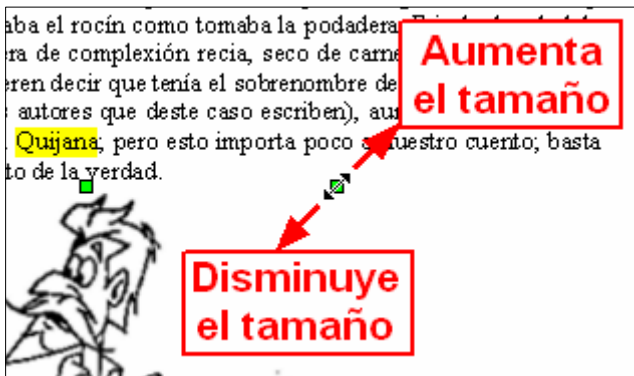 aba el rocín como tomaba la podadera.
era de complexión recia, seco de carne
eren decir que tenía el sobrenombre de
s autores que deste caso escriben), aun
Quijana; pero esto importa poco a nuestro cuento; basta
to de la verdad.
Aumenta
el tamaño
Disminuye
el tamaño